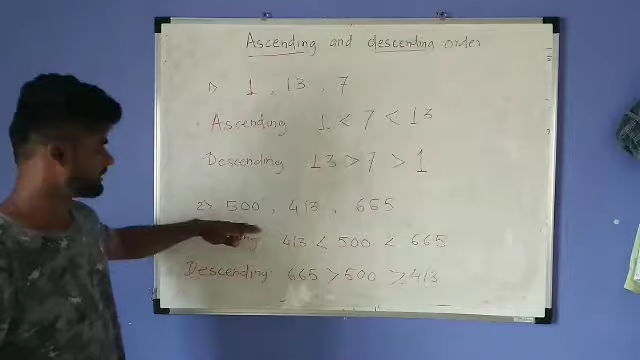 Ascending and descending order
1> 1, 13, 7
Ascending 1 < 7 < 13
Descending 13 > 7 > 1
2> 500, 413, 665
413 < 500 < 665
Descending 665 > 500 > 413